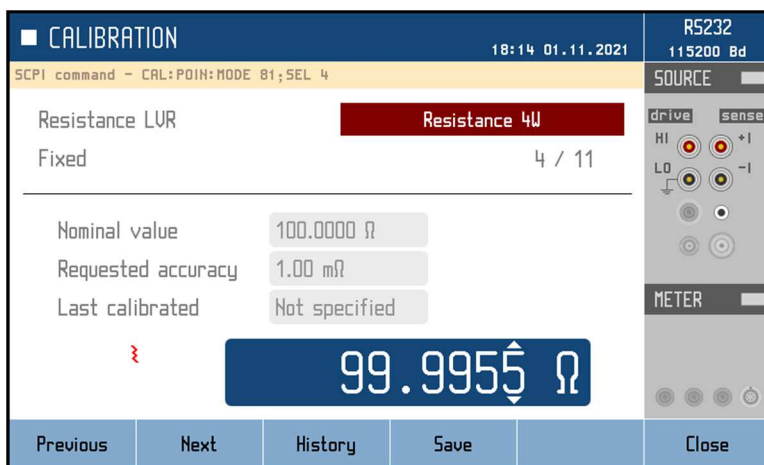 CALIBRATION
18:14 01.11.2021
RS232
115200 Bd
SCPI command - CAL:POIN:MODE 81;SEL 4
SOURCE
Resistance LVR
Resistance 4W
drive
sense
HI
+I
Fixed
4 / 11
LO
-I
Nominal value
100.0000 Ω
Requested accuracy
1.00 mΩ
Last calibrated
Not specified
METER
99.9955 Ω
Previous
Next
History
Save
Close